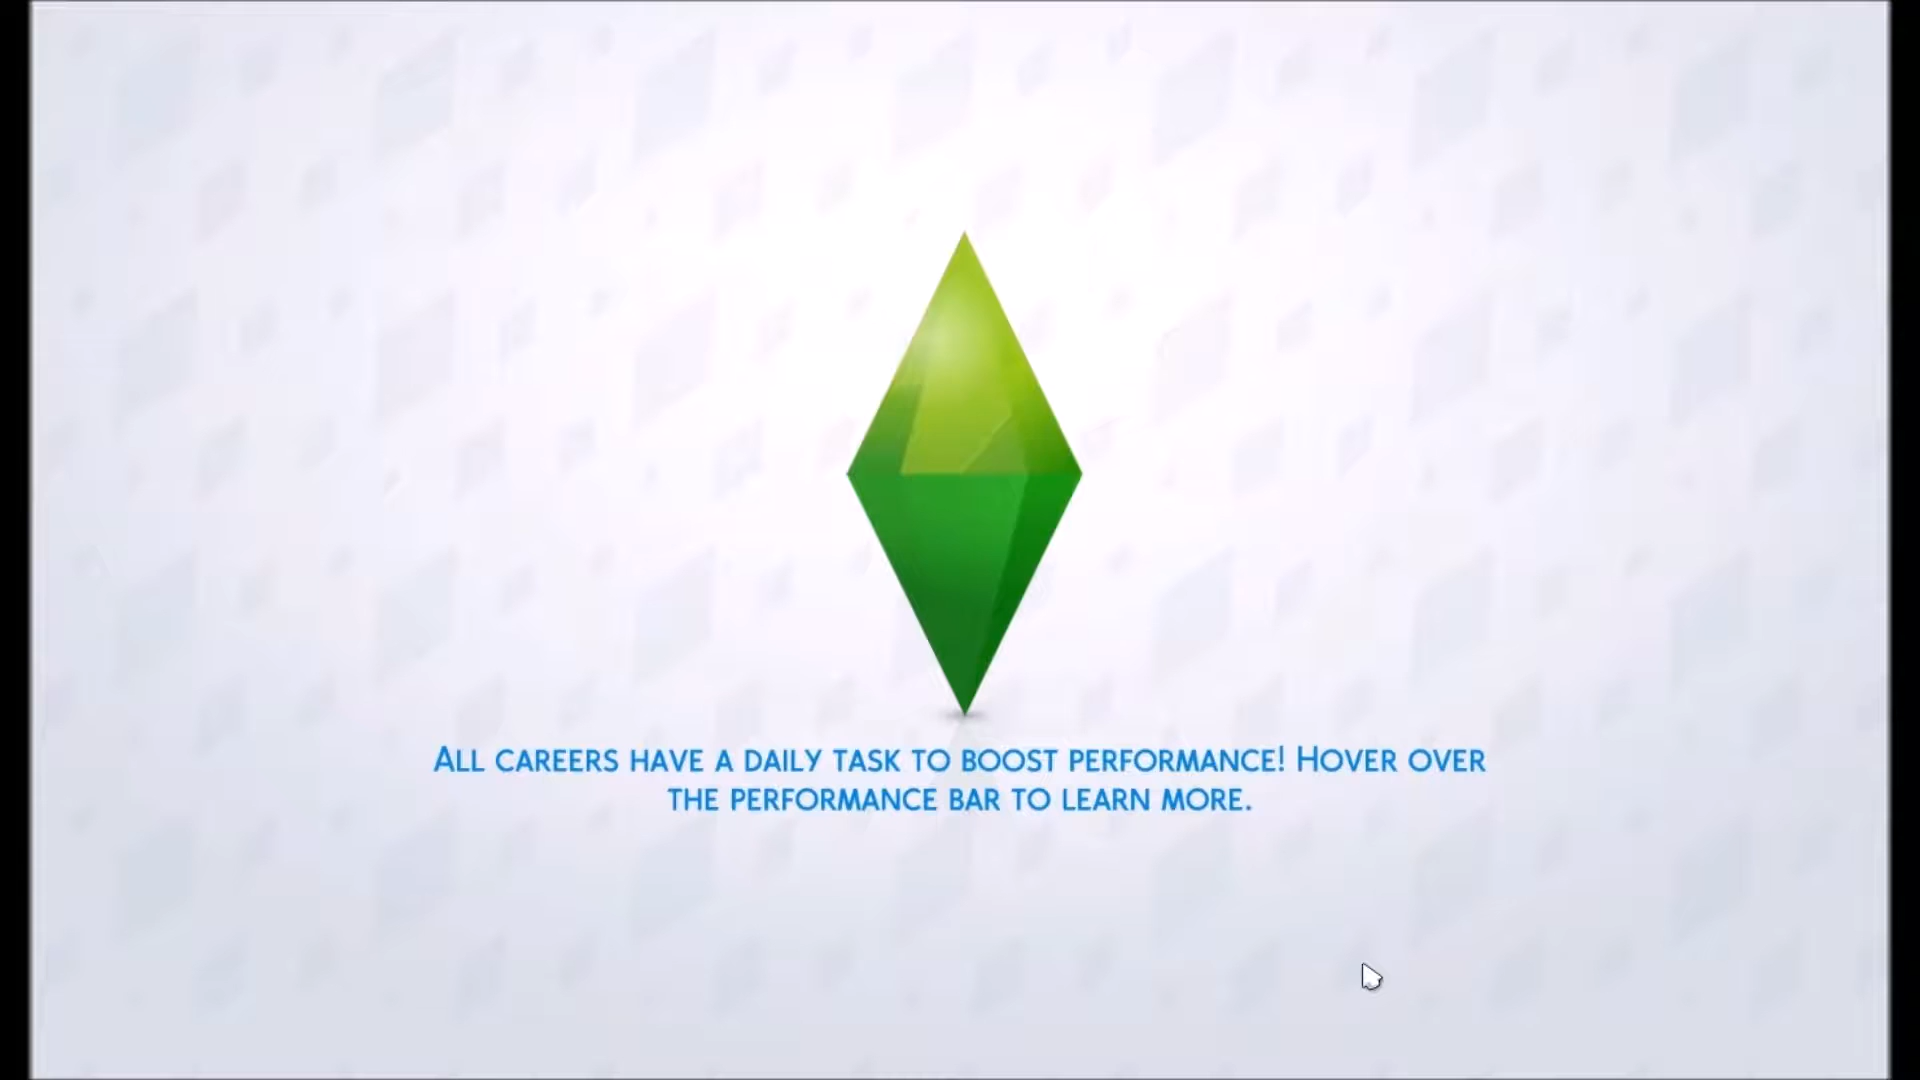 All careers have a daily task to boost performance! Hover over
the performance bar to learn more.